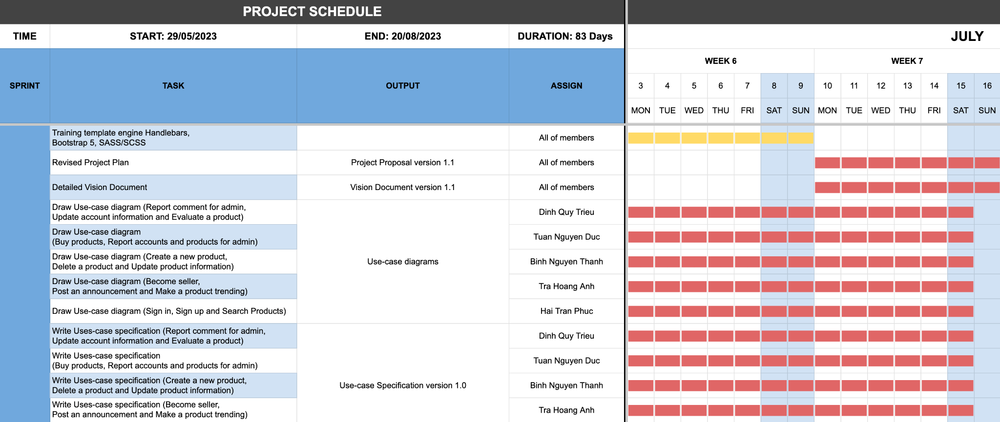 PROJECT SCHEDULE
TIME
START: 29/05/2023
END: 20/08/2023
DURATION: 83 Days
JULY
SPRINT
TASK
OUTPUT
ASSIGN
WEEK 6
WEEK 7
3 4 5 6 7 8 9 10 11 12 13 14 15 16
MON TUE WED THU FRI SAT SUN MON TUE WED THU FRI SAT SUN
Training template engine Handlebars,
Bootstrap 5, SASS/SCSS
All of members
Revised Project Plan
Project Proposal version 1.1
All of members
Detailed Vision Document
Vision Document version 1.1
All of members
Draw Use-case diagram (Report comment for admin,
Update account information and Evaluate a product)
Dinh Quy Trieu
Draw Use-case diagram
(Buy products, Report accounts and products for admin)
Tuan Nguyen Duc
Draw Use-case diagram (Create a new product,
Delete a product and Update product information)
Use-case diagrams
Binh Nguyen Thanh
Draw Use-case diagram (Become seller,
Post an announcement and Make a product trending)
Tra Hoang Anh
Draw Use-case diagram (Sign in, Sign up and Search Products)
Hai Tran Phuc
Write Uses-case specification (Report comment for admin,
Update account information and Evaluate a product)
Dinh Quy Trieu
Write Uses-case specification
(Buy products, Report accounts and products for admin)
Tuan Nguyen Duc
Write Uses-case specification (Create a new product,
Delete a product and Update product information)
Use-case Specification version 1.0
Binh Nguyen Thanh
Write Uses-case specification (Become seller,
Post an announcement and Make a product trending)
Tra Hoang Anh